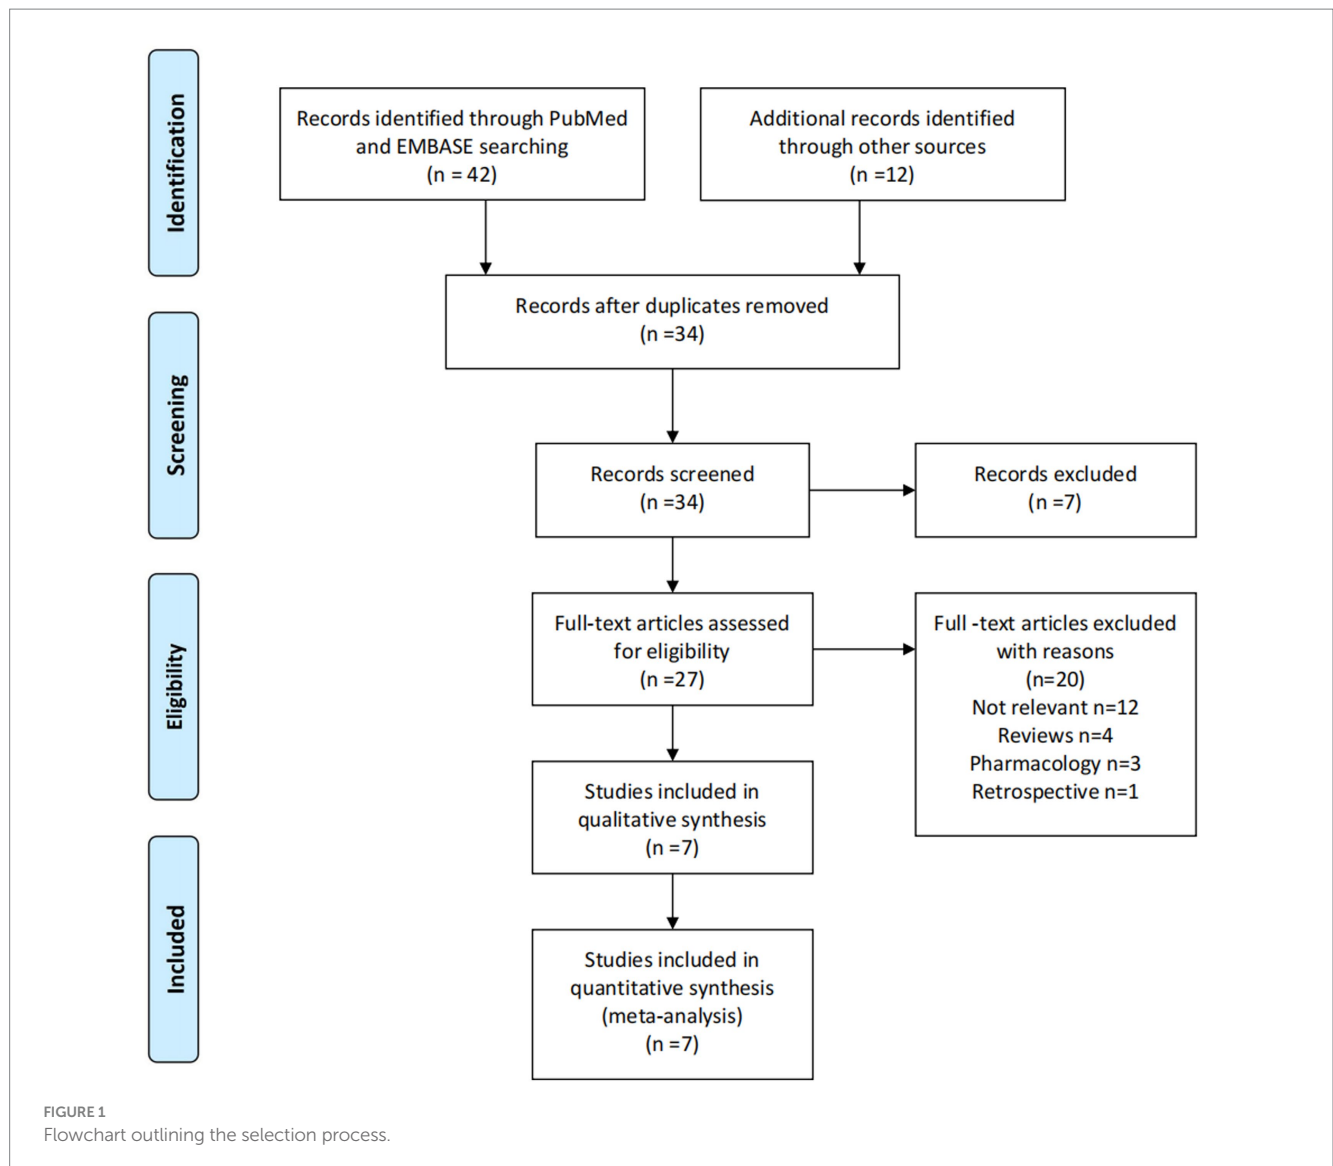 Identification
Records identified through PubMed
and EMBASE searching
(n = 42)
Additional records identified
through other sources
(n =12)
Records after duplicates removed
(n =34)
Screening
Records screened
(n =34)
Records excluded
(n =7)
Eligibility
Full-text articles assessed
for eligibility
(n =27)
Full -text articles excluded
with reasons
(n=20)
Not relevant n=12
Reviews n=4
Pharmacology n=3
Retrospective n=1
Studies included in
qualitative synthesis
(n =7)
Included
Studies included in
quantitative synthesis
(meta-analysis)
(n =7)
FIGURE 1
Flowchart outlining the selection process.